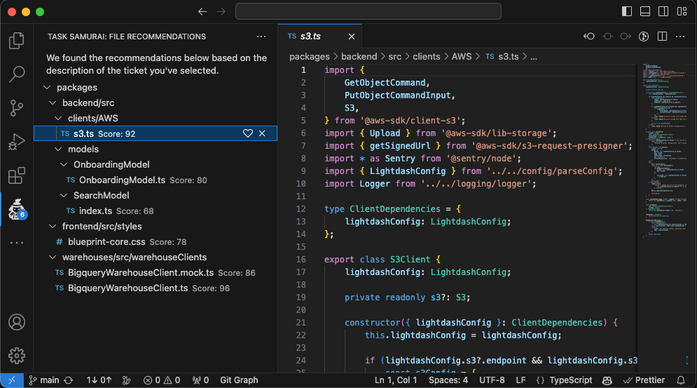 TASK SAMURAI: FILE RECOMMENDATIONS
We found the recommendations below based on the
description of the ticket you've selected.
packages
backend/src
clients/AWS
TS s3.ts Score: 92
models
OnboardingModel
TS OnboardingModel.ts Score: 80
SearchModel
TS index.ts Score: 68
frontend/src/styles
# blueprint-core.css Score: 78
warehouses/src/warehouseClients
TS BigqueryWarehouseClient.mock.ts Score: 86
TS BigqueryWarehouseClient.ts Score: 96
6
TS s3.ts
packages > backend > src > clients > AWS > TS s3.ts > ...
1 import {
2 GetObjectCommand,
3 PutObjectCommandInput,
4 S3,
5 } from '@aws-sdk/client-s3';
6 import { Upload } from '@aws-sdk/lib-storage';
7 import { getSignedUrl } from '@aws-sdk/s3-request-presigner';
8 import * as Sentry from '@sentry/node';
9 import { LightdashConfig } from '../../config/parseConfig';
10 import Logger from '../../logging/logger';
11
12 type ClientDependencies = {
13 lightdashConfig: LightdashConfig;
14 };
15
16 export class S3Client {
17 lightdashConfig: LightdashConfig;
18
19 private readonly s3?: S3;
20
21 constructor({ lightdashConfig }: ClientDependencies) {
22 this.lightdashConfig = lightdashConfig;
23
24 if (lightdashConfig.s3?.endpoint && lightdashConfig.s3
25 const s3Config = {
main 1↓ 0↑ 0 0 0 Git Graph Ln 1, Col 1 Spaces: 4 UTF-8 LF {} TypeScript Prettier